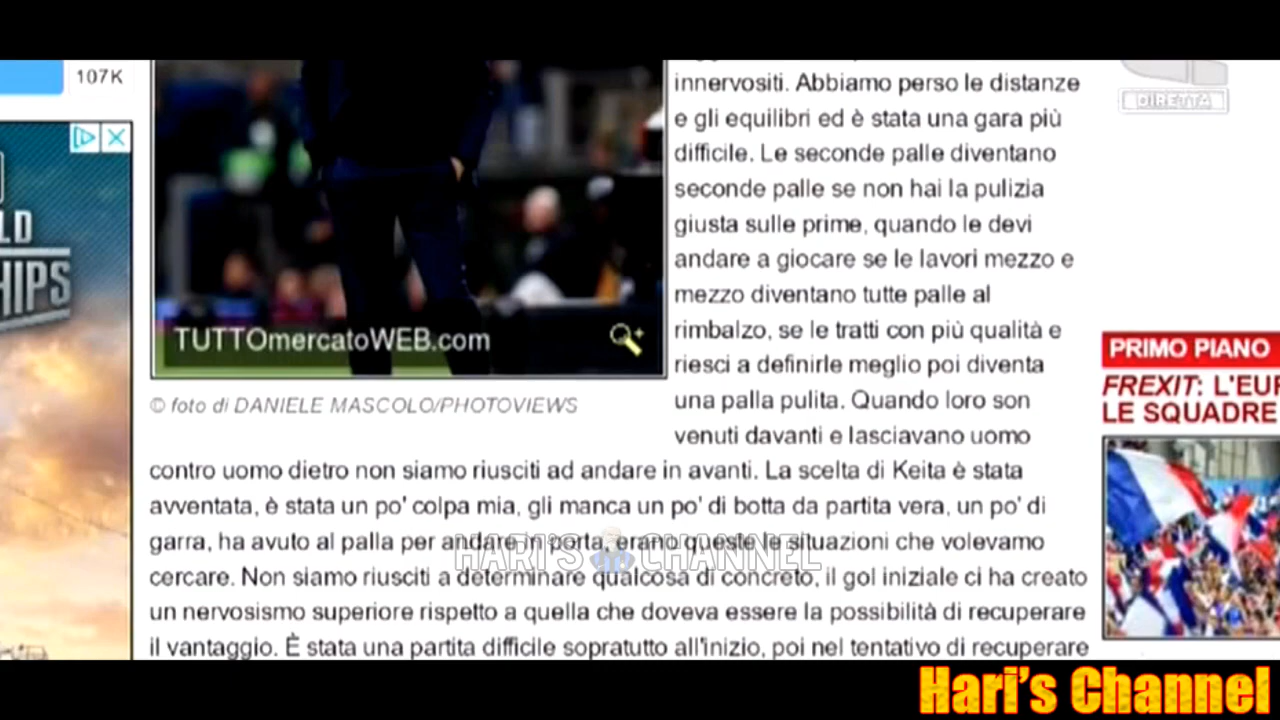 107K
LD
HIPS
TUTTOmercatoWEB.com
© foto di DANIELE MASCOLO/PHOTOVIEWS
innervositi. Abbiamo perso le distanze
e gli equilibri ed è stata una gara più
difficile. Le seconde palle diventano
seconde palle se non hai la pulizia
giusta sulle prime, quando le devi
andare a giocare se le lavori mezzo e
mezzo diventano tutte palle al
rimbalzo, se le tratti con più qualità e
riesci a definirle meglio poi diventa
una palla pulita. Quando loro son
venuti davanti e lasciavano uomo
contro uomo dietro non siamo riusciti ad andare in avanti. La scelta di Keita è stata
avventata, è stata un po' colpa mia, gli manca un po' di botta da partita vera, un po' di
garra, ha avuto al palla per andare in porta, erano queste le situazioni che volevamo
cercare. Non siamo riusciti a determinare qualcosa di concreto, il gol iniziale ci ha creato
un nervosismo superiore rispetto a quella che doveva essere la possibilità di recuperare
il vantaggio. È stata una partita difficile sopratutto all'inizio, poi nel tentativo di recuperare
HARI'S CHANNEL
DIRETTA
PRIMO PIANO
FREXIT: L'EUR
LE SQUADRE
Hari's Channel